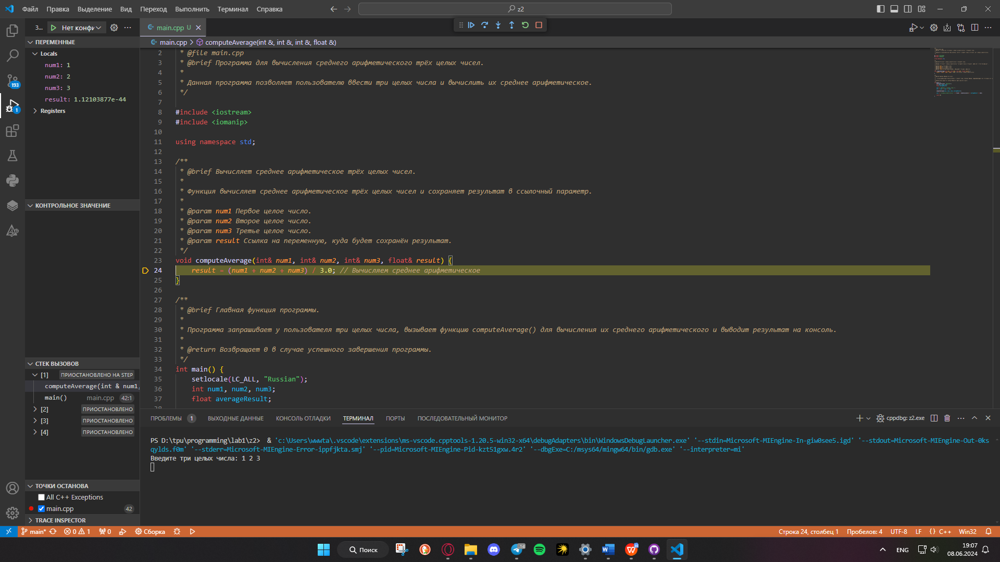 Файл Правка Выделение Вид Переход Выполнить Терминал Справка
z2
З... Нет конфи
main.cpp U
ПЕРЕМЕННЫЕ
Locals
num1: 1
num2: 2
num3: 3
result: 1.12103877e-44
Registers
КОНТРОЛЬНОЕ ЗНАЧЕНИЕ
СТЕК ВЫЗОВОВ
[1] ПРИОСТАНОВЛЕНО НА STEP
computeAverage(int & num1,
main() main.cpp 42:1
[2] ПРИОСТАНОВЛЕНО
[3] ПРИОСТАНОВЛЕНО
[4] ПРИОСТАНОВЛЕНО
ТОЧКИ ОСТАНОВА
All C++ Exceptions
main.cpp 42
TRACE INSPECTOR
193
1
main.cpp > computeAverage(int &, int &, int &, float &)
2 * @file main.cpp
3 * @brief Программа для вычисления среднего арифметического трёх целых чисел.
4 *
5 * Данная программа позволяет пользователю ввести три целых числа и вычислить их среднее арифметическое.
6 */
7
8 #include <iostream>
9 #include <iomanip>
10
11 using namespace std;
12
13 /**
14 * @brief Вычисляет среднее арифметическое трёх целых чисел.
15 *
16 * Функция вычисляет среднее арифметическое трёх целых чисел и сохраняет результат в ссылочный параметр.
17 *
18 * @param num1 Первое целое число.
19 * @param num2 Второе целое число.
20 * @param num3 Третье целое число.
21 * @param result Ссылка на переменную, куда будет сохранён результат.
22 */
23 void computeAverage(int& num1, int& num2, int& num3, float& result) {
24 result = (num1 + num2 + num3) / 3.0; // Вычисляем среднее арифметическое
25 }
26
27 /**
28 * @brief Главная функция программы.
29 *
30 * Программа запрашивает у пользователя три целых числа, вызывает функцию computeAverage() для вычисления их среднего арифметического и выводит результат на консоль.
31 *
32 * @return Возвращает 0 в случае успешного завершения программы.
33 */
34 int main() {
35 setlocale(LC_ALL, "Russian");
36 int num1, num2, num3;
37 float averageResult;
38
ПРОБЛЕМЫ 1 ВЫХОДНЫЕ ДАННЫЕ КОНСОЛЬ ОТЛАДКИ ТЕРМИНАЛ ПОРТЫ ПОСЛЕДОВАТЕЛЬНЫЙ МОНИТОР
cppdbg: z2.exe
PS D:\tpu\programming\lab1\z2> & 'c:\Users\wwwta\.vscode\extensions\ms-vscode.cpptools-1.20.5-win32-x64\debugAdapters\bin\WindowsDebugLauncher.exe' '--stdin=Microsoft-MIEngine-In-giw0see5.igd' '--stdout=Microsoft-MIEngine-Out-0ks
qylds.f0m' '--stderr=Microsoft-MIEngine-Error-ippfjkta.smj' '--pid=Microsoft-MIEngine-Pid-kzt51gxw.4r2' '--dbgExe=C:/msys64/mingw64/bin/gdb.exe' '--interpreter=mi'
Введите три целых числа: 1 2 3
main* 0 1 0 Сборка
Строка 24, столбец 1 Пробелов: 4 UTF-8 LF {} C++ Win32
Поиск
14
ENG
19:07
08.06.2024